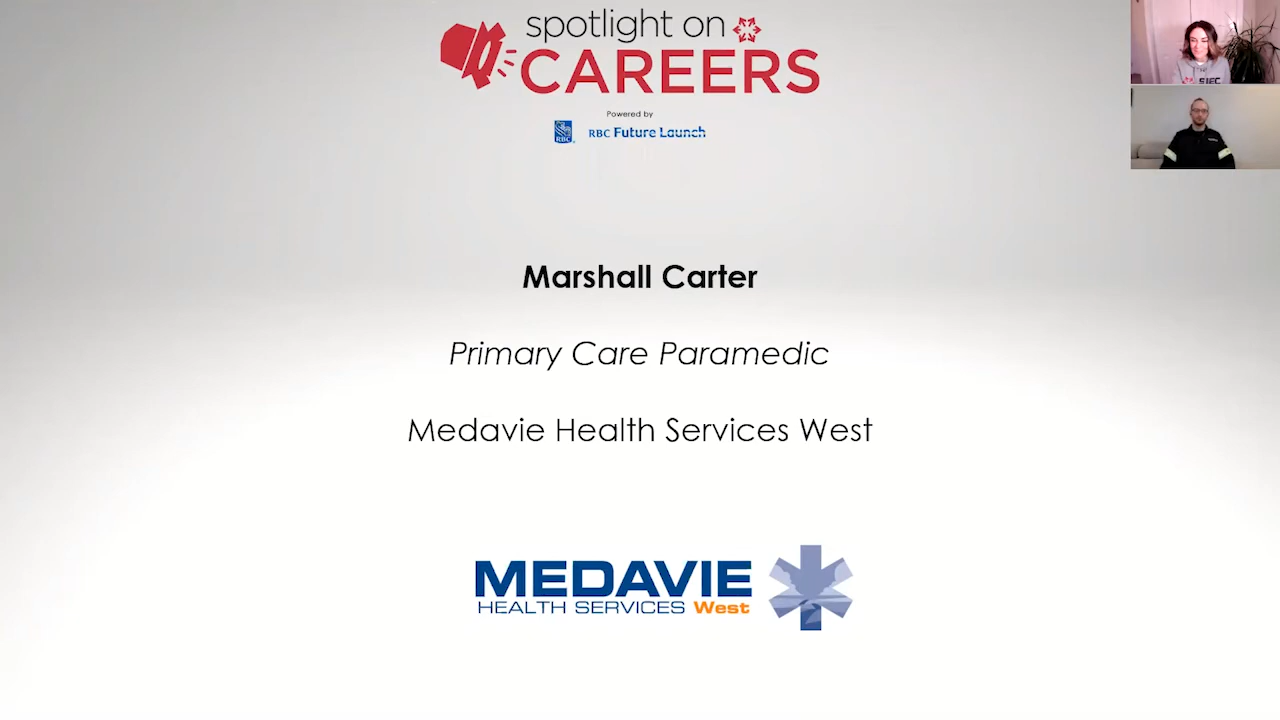 spotlight on
CAREERS
Powered by
RBC
RBC Future Launch
Marshall Carter
Primary Care Paramedic
Medavie Health Services West
MEDAVIE
HEALTH SERVICES West